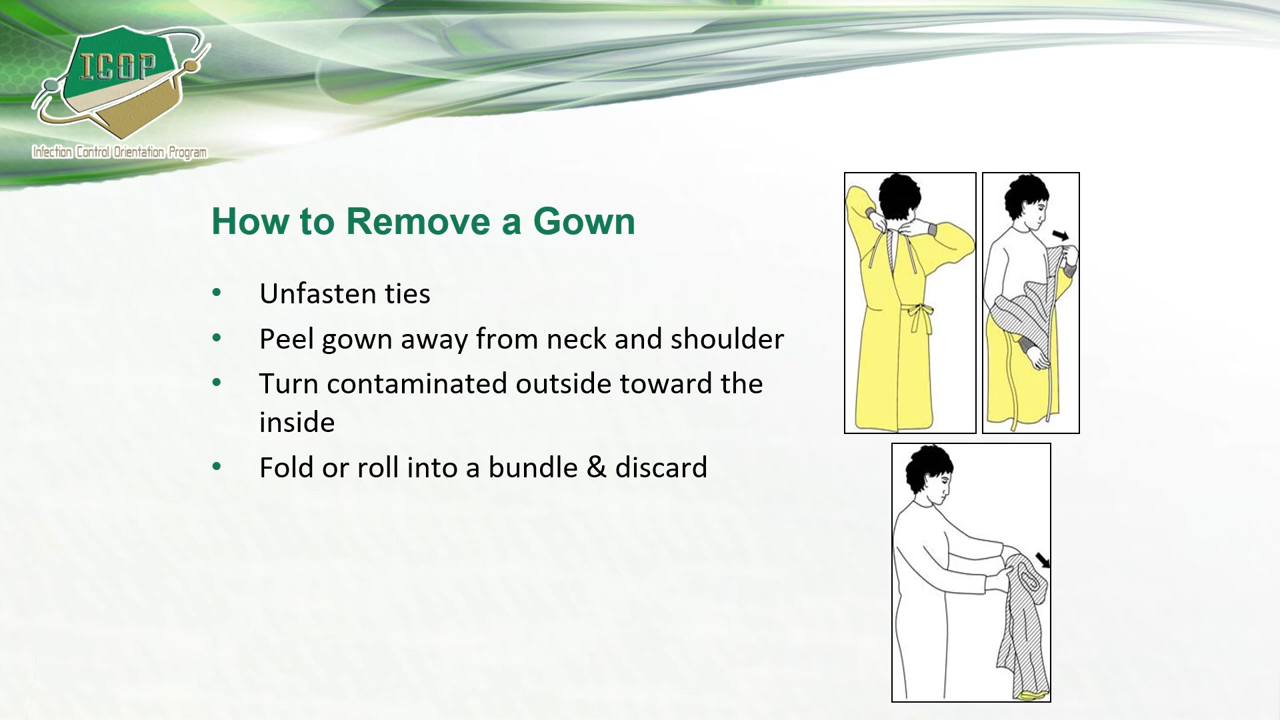 ICOP
Infection Control Orientation Program
How to Remove a Gown
• Unfasten ties
• Peel gown away from neck and shoulder
• Turn contaminated outside toward the
inside
• Fold or roll into a bundle & discard